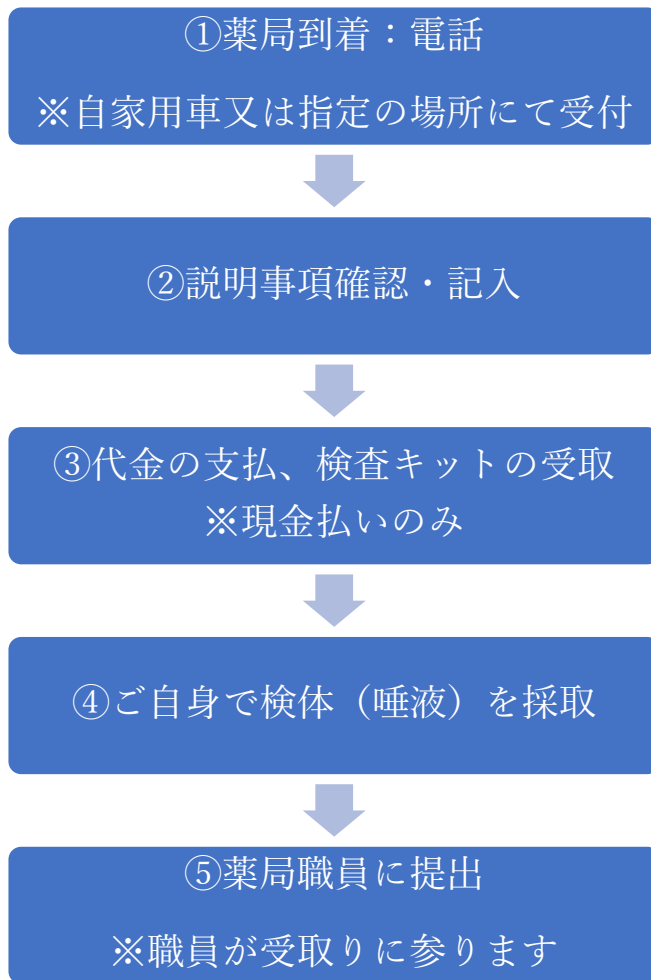 ①薬局到着：電話
※自家用車又は指定の場所にて受付
②説明事項確認・記入
③代金の支払、検査キットの受取
※現金払いのみ
④ご自身で検体（唾液）を採取
⑤薬局職員に提出
※職員が受取りに参ります